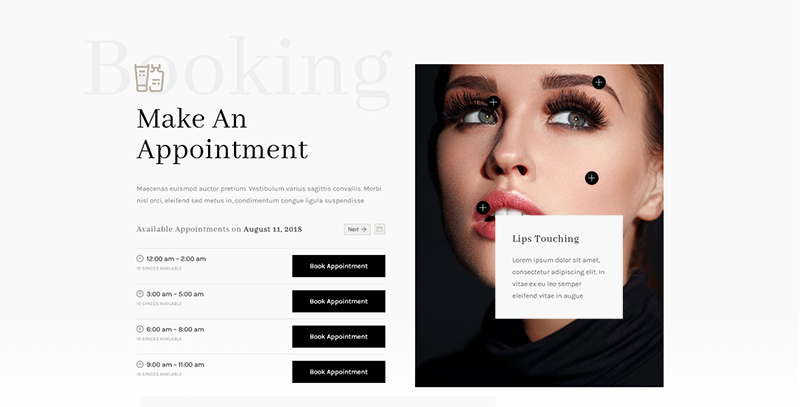 Booking
Make An
Appointment
Maecenas euismod auctor pretium. Vestibulum varius sagittis convallis. Morbi
nisl orci, eleifend sed metus in, condimentum congue ligula suspendisse
Available Appointments on August 11, 2018
Next →
12:00 am – 2:00 am
10 SPACES AVAILABLE
Book Appointment
3:00 am – 5:00 am
10 SPACES AVAILABLE
Book Appointment
6:00 am – 8:00 am
10 SPACES AVAILABLE
Book Appointment
9:00 am – 11:00 am
10 SPACES AVAILABLE
Book Appointment
Lips Touching
Lorem ipsum dolor sit amet,
consectetur adipiscing elit. In
vitae ex eu leo semper
eleifend vitae in augue